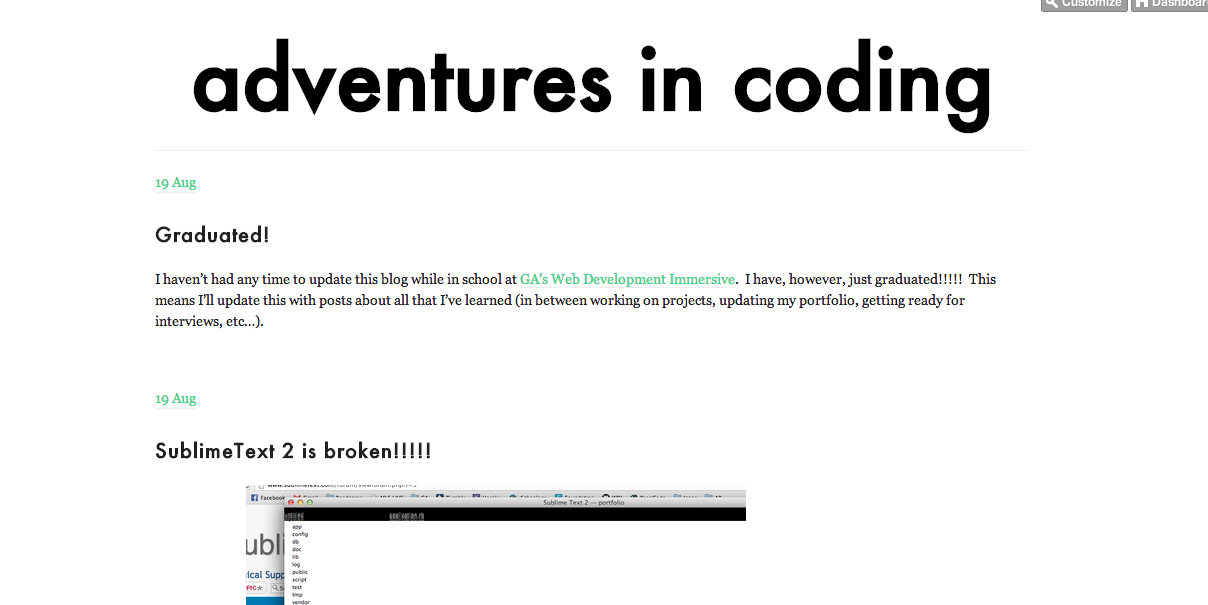 Customize Dashboar
adventures in coding
19 Aug
Graduated!
I haven’t had any time to update this blog while in school at GA’s Web Development Immersive.  I have, however, just graduated!!!!!  This
means I’ll update this with posts about all that I’ve learned (in between working on projects, updating my portfolio, getting ready for
interviews, etc...).
19 Aug
SublimeText 2 is broken!!!!!
Facebook
Sublime Text 2 — portfolio
app
config
db
doc
lib
log
public
script
test
tmp
vendor
ubli
ical Supp
PIC